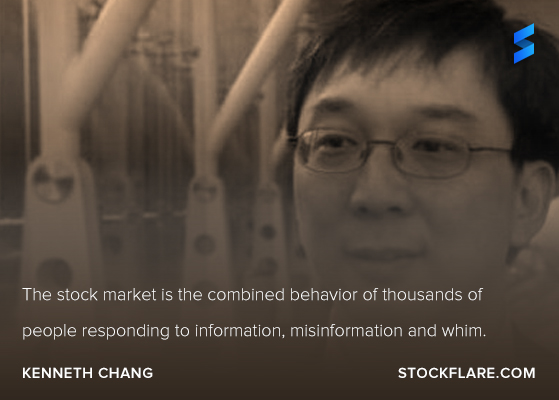 The stock market is the combined behavior of thousands of
people responding to information, misinformation and whim.
KENNETH CHANG
STOCKFLARE.COM